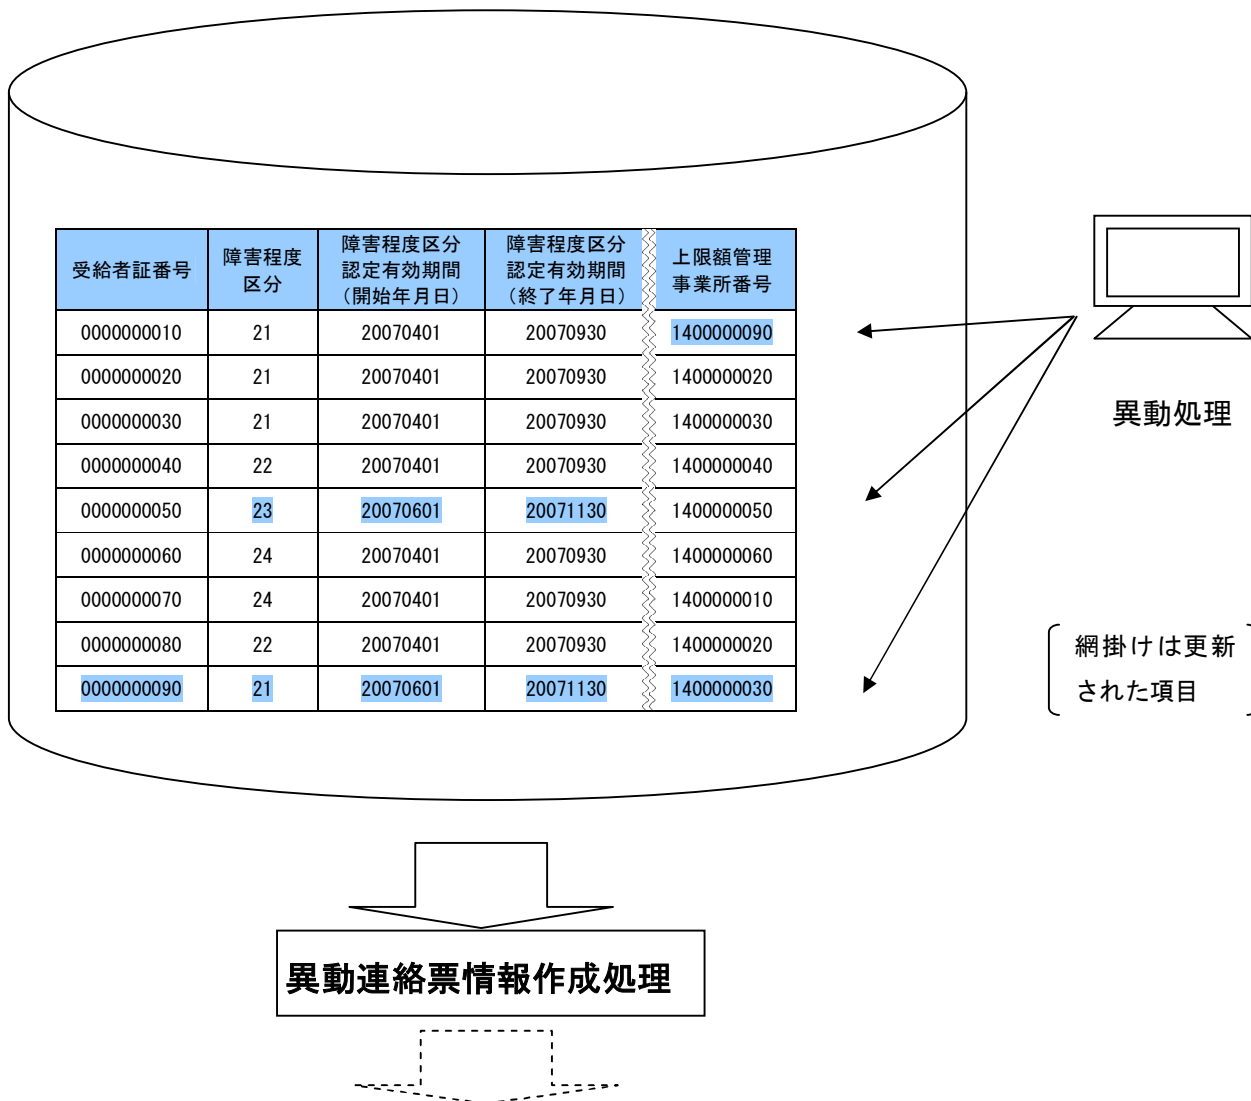 受給者証番号 障害程度区分 障害程度区分認定有効期間（開始年月日） 障害程度区分認定有効期間（終了年月日） 上限額管理事業所番号
0000000010 21 20070401 20070930 1400000090
0000000020 21 20070401 20070930 1400000020
0000000030 21 20070401 20070930 1400000030
0000000040 22 20070401 20070930 1400000040
0000000050 23 20070601 20071130 1400000050
0000000060 24 20070401 20070930 1400000060
0000000070 24 20070401 20070930 1400000010
0000000080 22 20070401 20070930 1400000020
0000000090 21 20070601 20071130 1400000030
異動処理
網掛けは更新
された項目
異動連絡票情報作成処理